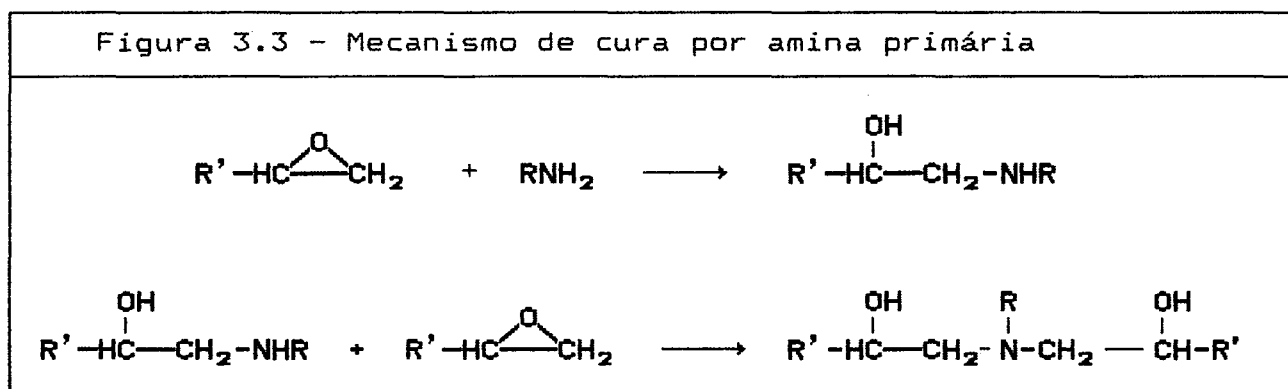 Figura 3.3 - Mecanismo de cura por amina primária
O OH
R'-HC-CH₂ + RNH₂ → R'-HC-CH₂-NHR
OH O OH R OH
R'-HC-CH₂-NHR + R'-HC-CH₂ → R'-HC-CH₂-N-CH₂-CH-R'